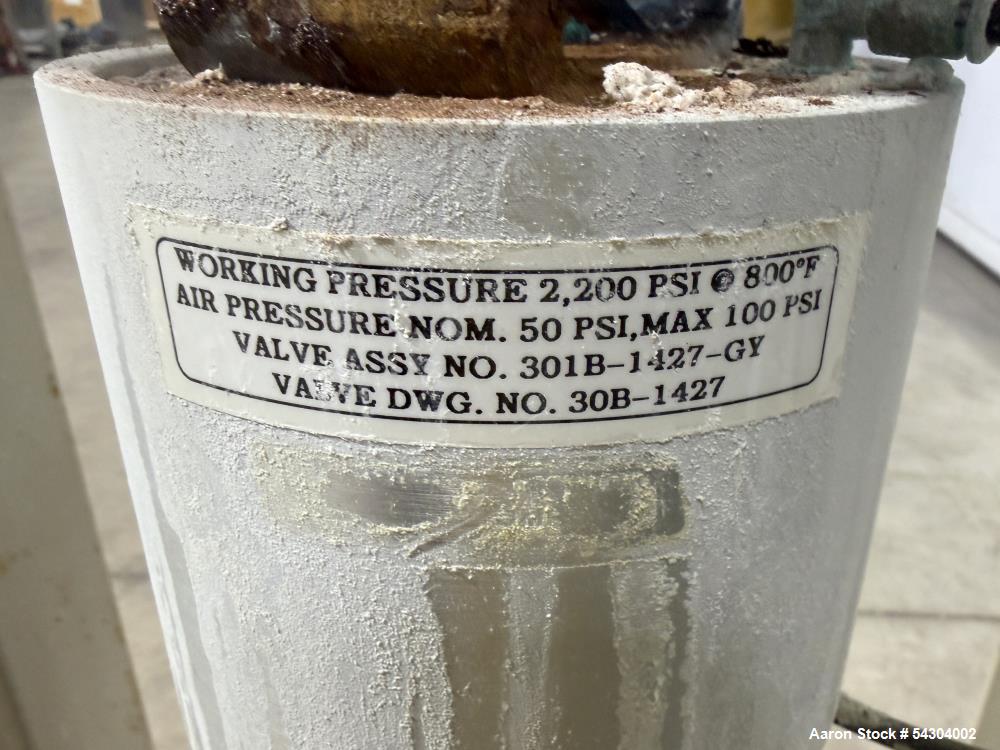 WORKING PRESSURE 2,200 PSI @ 800°F
AIR PRESSURE NOM. 50 PSI,MAX 100 PSI
VALVE ASSY NO. 301B-1427-GY
VALVE DWG. NO. 30B-1427
Aaron Stock # 54304002